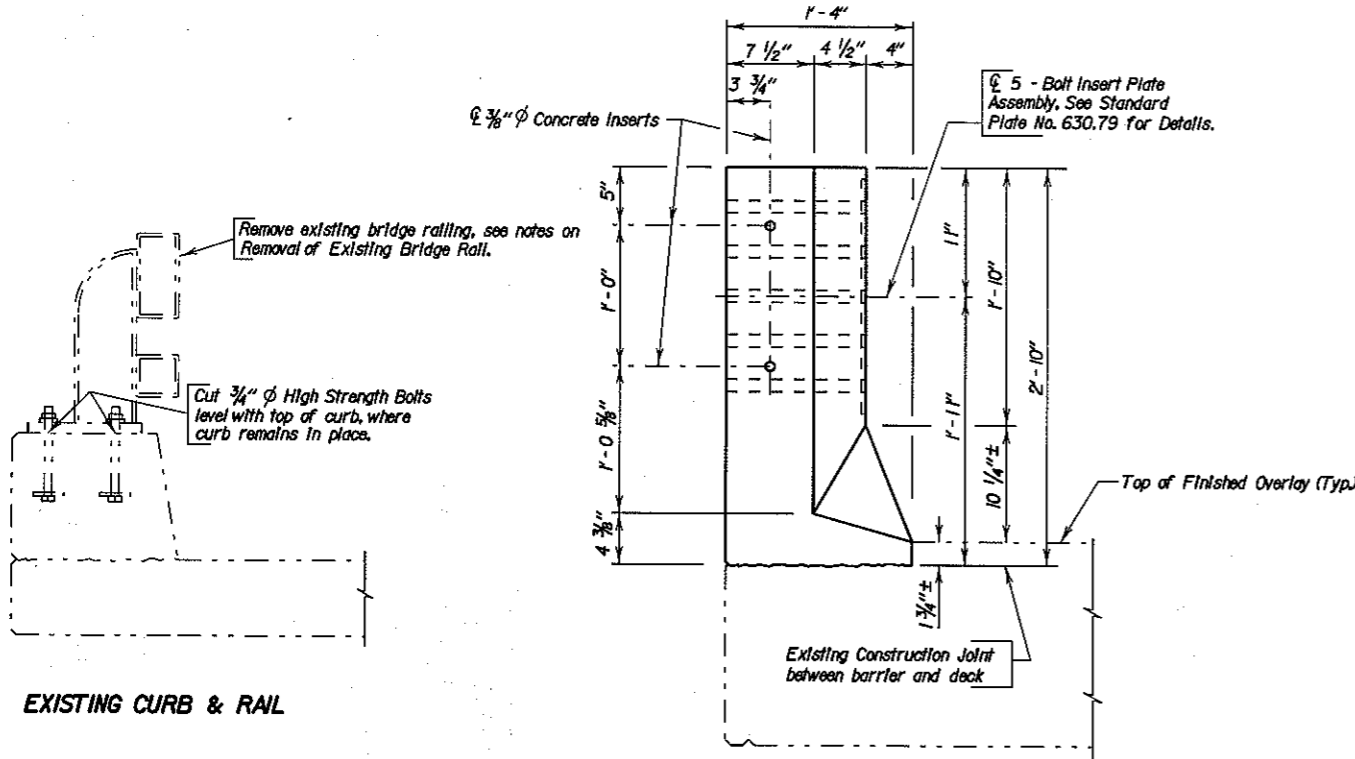 1'-4"
7 1/2"
4 1/2"
4"
3 3/4"
℄ 3/8" Ø Concrete Inserts
℄ 5 - Bolt Insert Plate
Assembly. See Standard
Plate No. 630.79 for Details.
Remove existing bridge railing, see notes on
Removal of Existing Bridge Rail.
Cut 3/4" Ø High Strength Bolts
level with top of curb, where
curb remains in place.
5"
1'-0"
1'-0 5/8"
4 3/8"
11"
1'-11"
1'-10"
10 1/4"±
2'-10"
1 3/4"±
Top of Finished Overlay (Typ.)
Existing Construction Joint
between barrier and deck
EXISTING CURB & RAIL